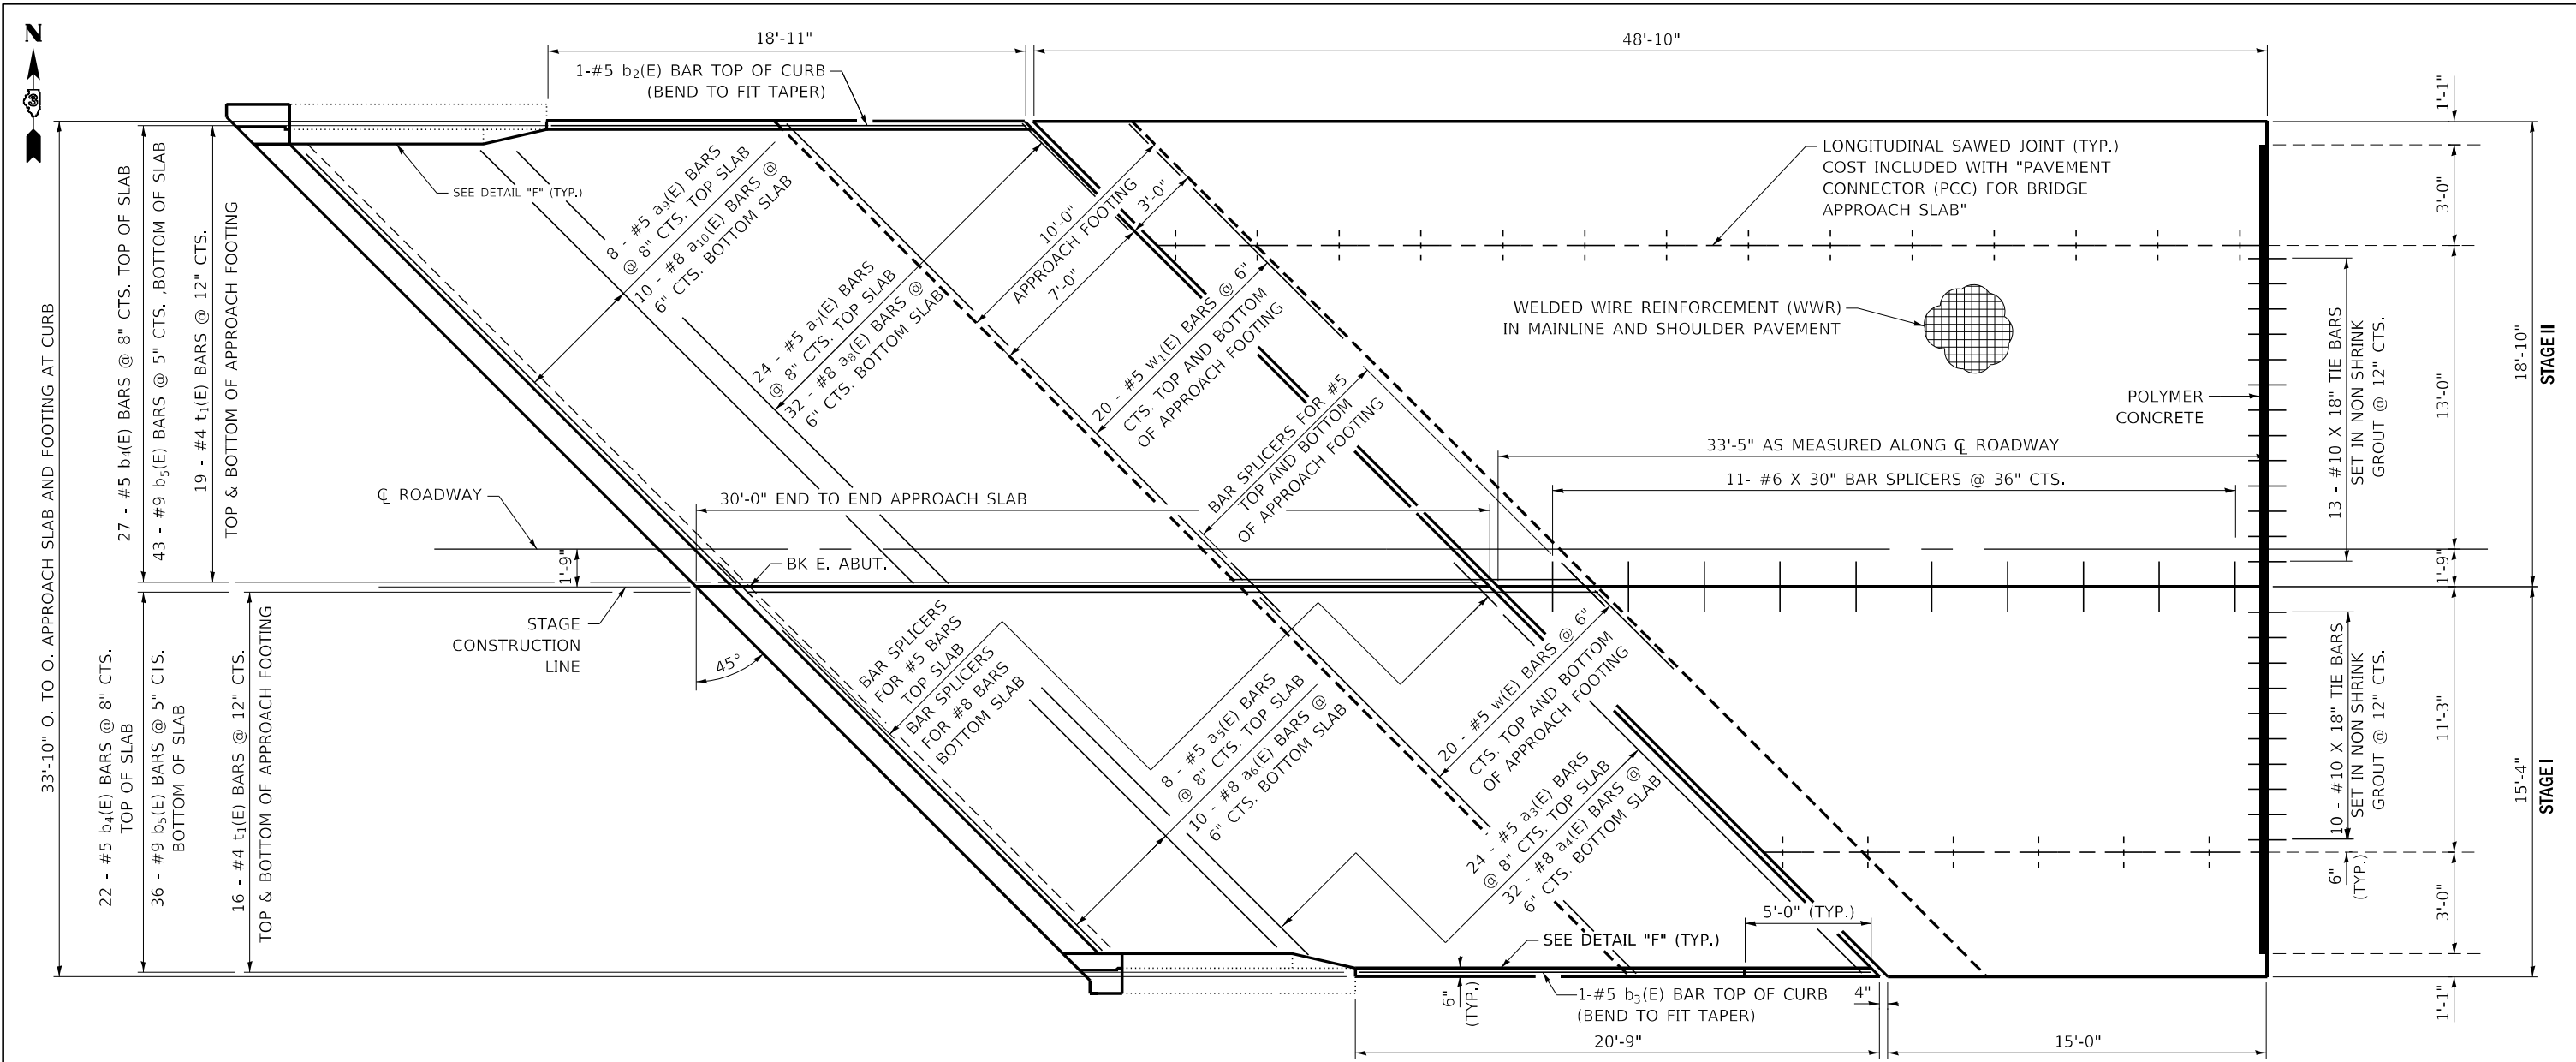 N
18'-11"
48'-10"
1-#5 b₂(E) BAR TOP OF CURB
(BEND TO FIT TAPER)
1'-1"
LONGITUDINAL SAWED JOINT (TYP.)
COST INCLUDED WITH "PAVEMENT
CONNECTOR (PCC) FOR BRIDGE
APPROACH SLAB"
SEE DETAIL "F" (TYP.)
3'-0"
33'-10" O. TO O. APPROACH SLAB AND FOOTING AT CURB
27 - #5 b₄(E) BARS @ 8" CTS. TOP OF SLAB
43 - #9 b₅(E) BARS @ 5" CTS. ,BOTTOM OF SLAB
19 - #4 t₁(E) BARS @ 12" CTS.
TOP & BOTTOM OF APPROACH FOOTING
8 - #5 a₉(E) BARS
@ 8" CTS. TOP SLAB
10 - #8 a₁₀(E) BARS @
6" CTS. BOTTOM SLAB
24 - #5 a₇(E) BARS
@ 8" CTS. TOP SLAB
32 - #8 a₈(E) BARS @
6" CTS. BOTTOM SLAB
10'-0"
APPROACH FOOTING
7'-0"
3'-0"
20 - #5 w₁(E) BARS @ 6"
CTS. TOP AND BOTTOM
OF APPROACH FOOTING
BAR SPLICERS FOR #5
TOP AND BOTTOM
OF APPROACH FOOTING
WELDED WIRE REINFORCEMENT (WWR)
IN MAINLINE AND SHOULDER PAVEMENT
POLYMER
CONCRETE
13 - #10 X 18" TIE BARS
SET IN NON-SHRINK
GROUT @ 12" CTS.
13'-0"
18'-10"
STAGE II
33'-5" AS MEASURED ALONG ℄ ROADWAY
11- #6 X 30" BAR SPLICERS @ 36" CTS.
℄ ROADWAY
30'-0" END TO END APPROACH SLAB
1'-9"
BK E. ABUT.
1'-9"
STAGE
CONSTRUCTION
LINE
45°
22 - #5 b₄(E) BARS @ 8" CTS.
TOP OF SLAB
36 - #9 b₅(E) BARS @ 5" CTS.
BOTTOM OF SLAB
16 - #4 t₁(E) BARS @ 12" CTS.
TOP & BOTTOM OF APPROACH FOOTING
BAR SPLICERS
FOR #5 BARS
TOP SLAB
BAR SPLICERS
FOR #8 BARS
BOTTOM SLAB
8 - #5 a₅(E) BARS
@ 8" CTS. TOP SLAB
10 - #8 a₆(E) BARS @
6" CTS. BOTTOM SLAB
20 - #5 w(E) BARS @ 6"
CTS. TOP AND BOTTOM
OF APPROACH FOOTING
24 - #5 a₃(E) BARS
@ 8" CTS. TOP SLAB
32 - #8 a₄(E) BARS @
6" CTS. BOTTOM SLAB
10 - #10 X 18" TIE BARS
SET IN NON-SHRINK
GROUT @ 12" CTS.
11'-3"
15'-4"
STAGE I
6"
(TYP.)
3'-0"
5'-0" (TYP.)
SEE DETAIL "F" (TYP.)
6"
(TYP.)
1-#5 b₃(E) BAR TOP OF CURB
(BEND TO FIT TAPER)
4"
1'-1"
20'-9"
15'-0"